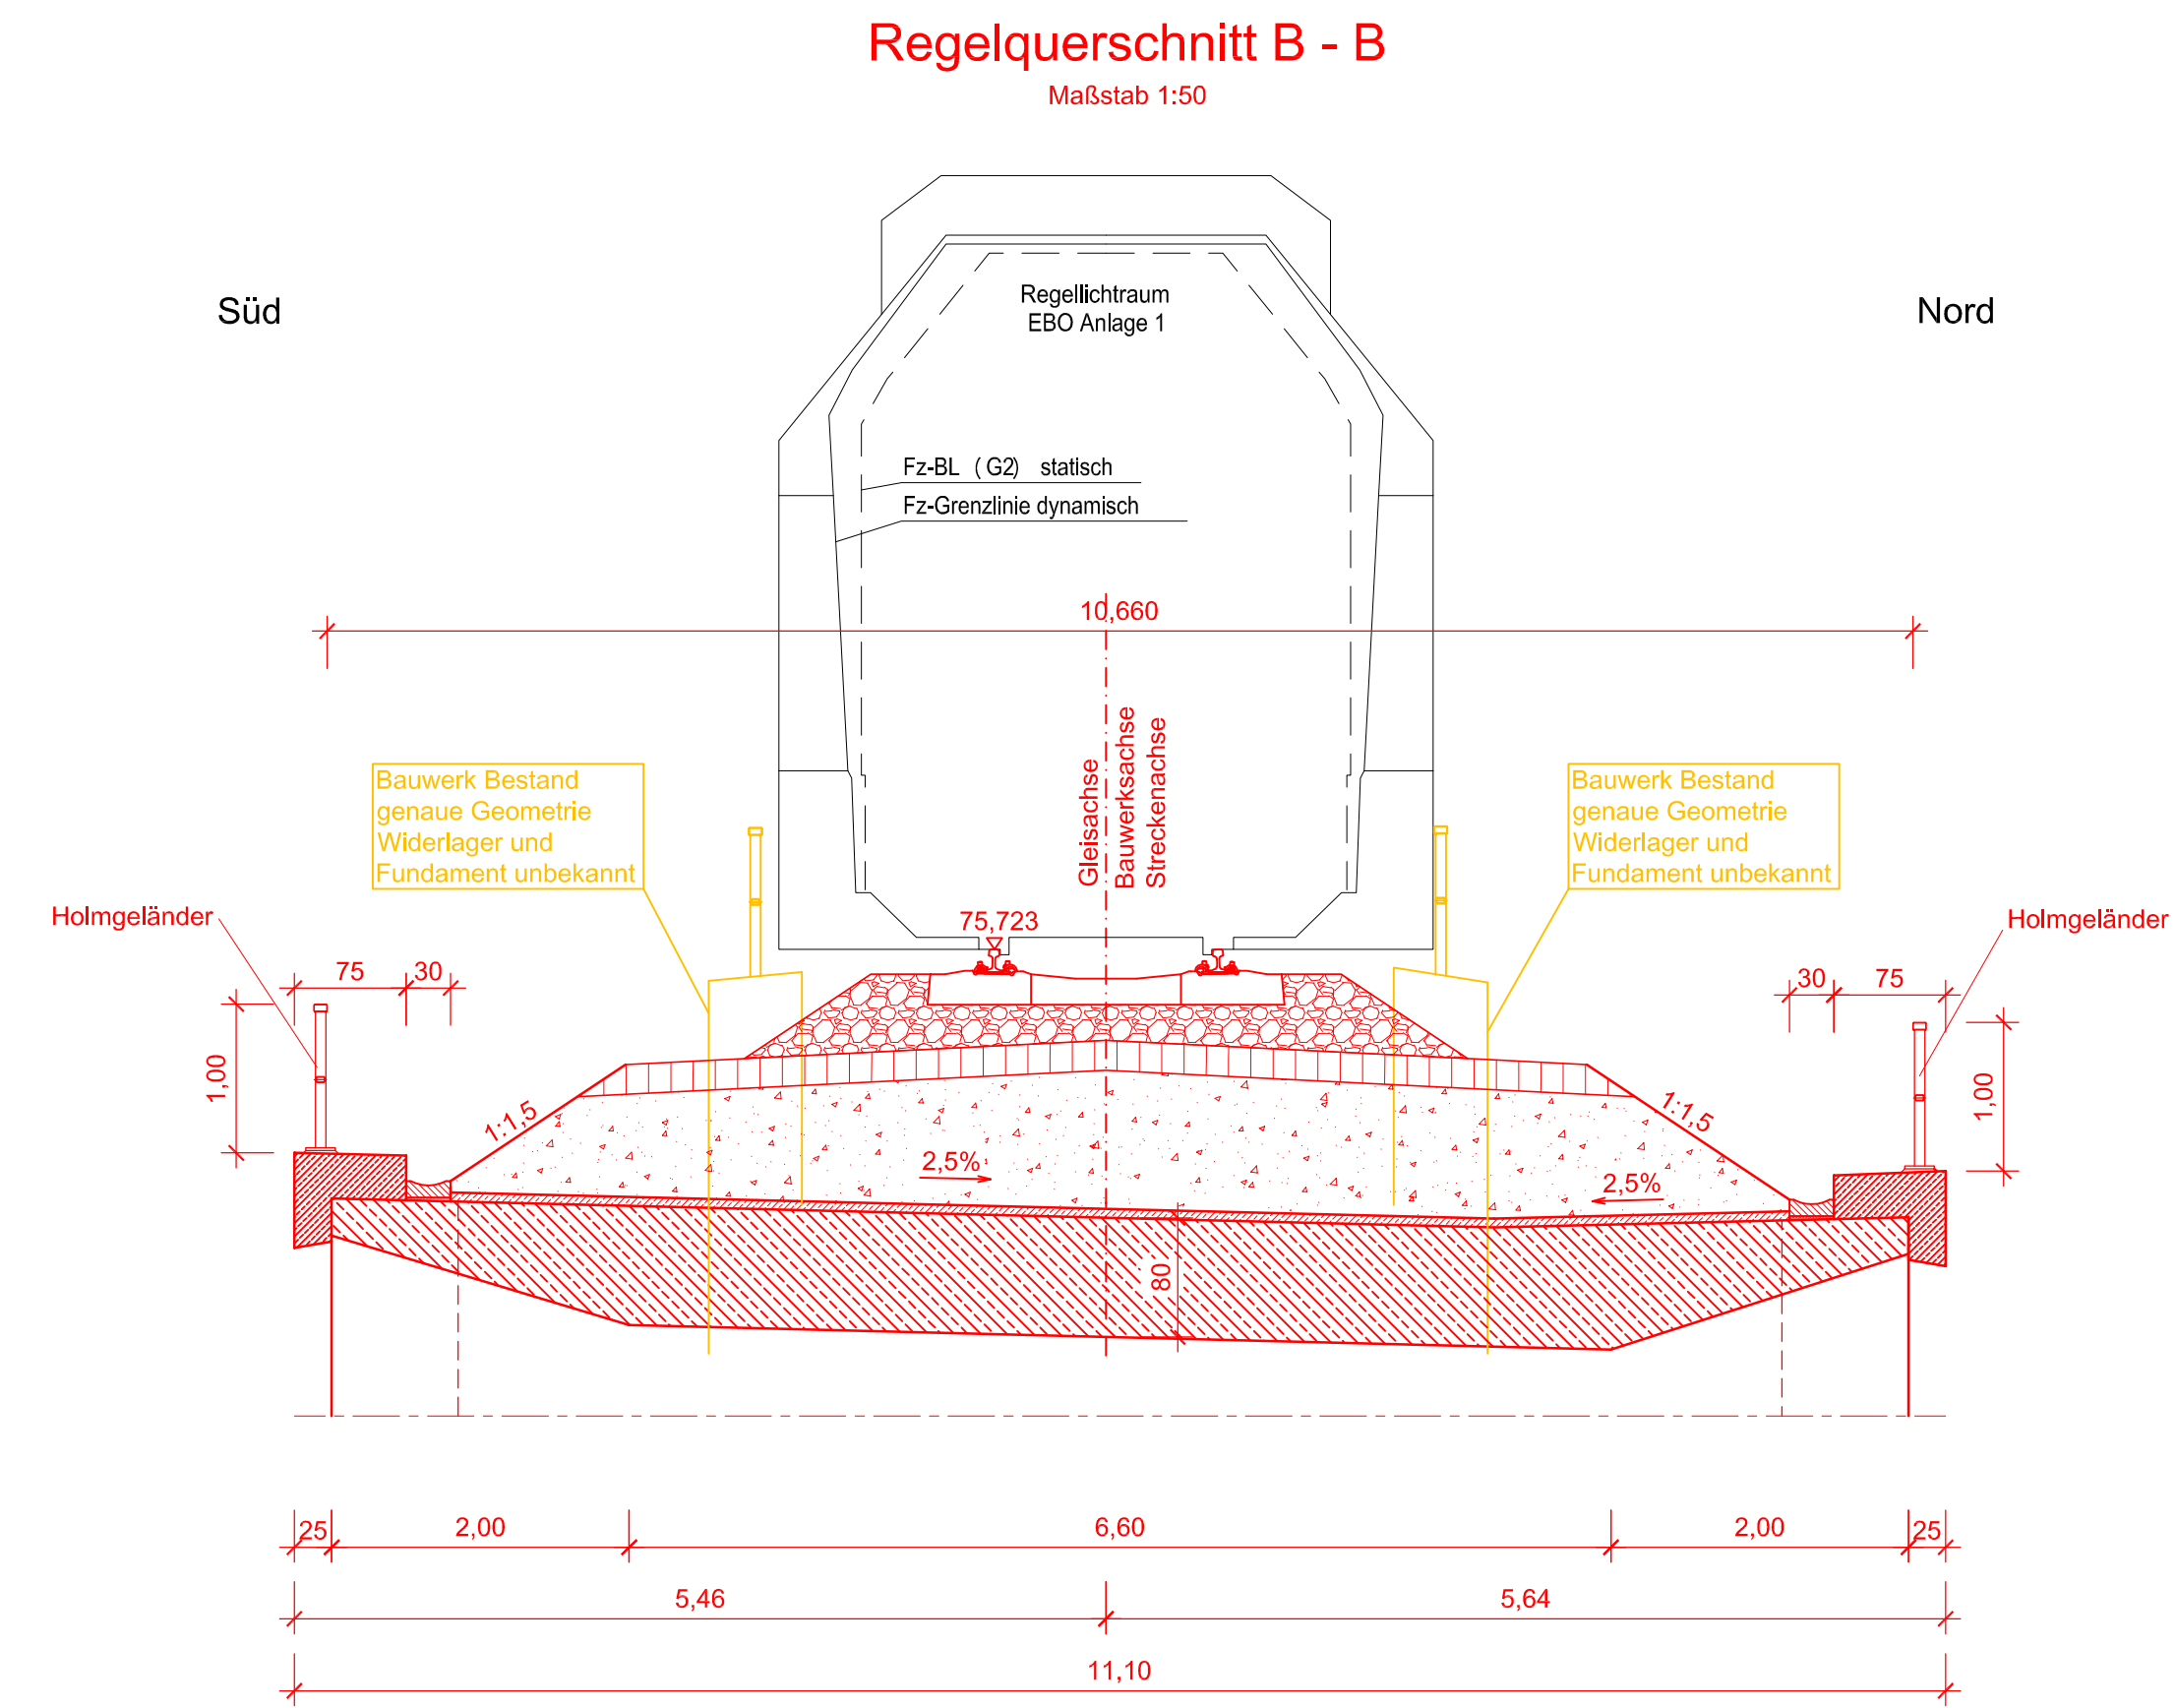 Regelquerschnitt B - B
Maßstab 1:50
Süd
Nord
Regellichtraum
EBO Anlage 1
Fz-BL (G2) statisch
Fz-Grenzlinie dynamisch
10,660
Gleisachse
Bauwerksachse
Streckenachse
Bauwerk Bestand
genaue Geometrie
Widerlager und
Fundament unbekannt
Bauwerk Bestand
genaue Geometrie
Widerlager und
Fundament unbekannt
Holmgeländer
75,723
Holmgeländer
75
30
30
75
1,00
1,00
1:1,5
1:1,5
2,5%
2,5%
80
25
2,00
6,60
2,00
25
5,46
5,64
11,10